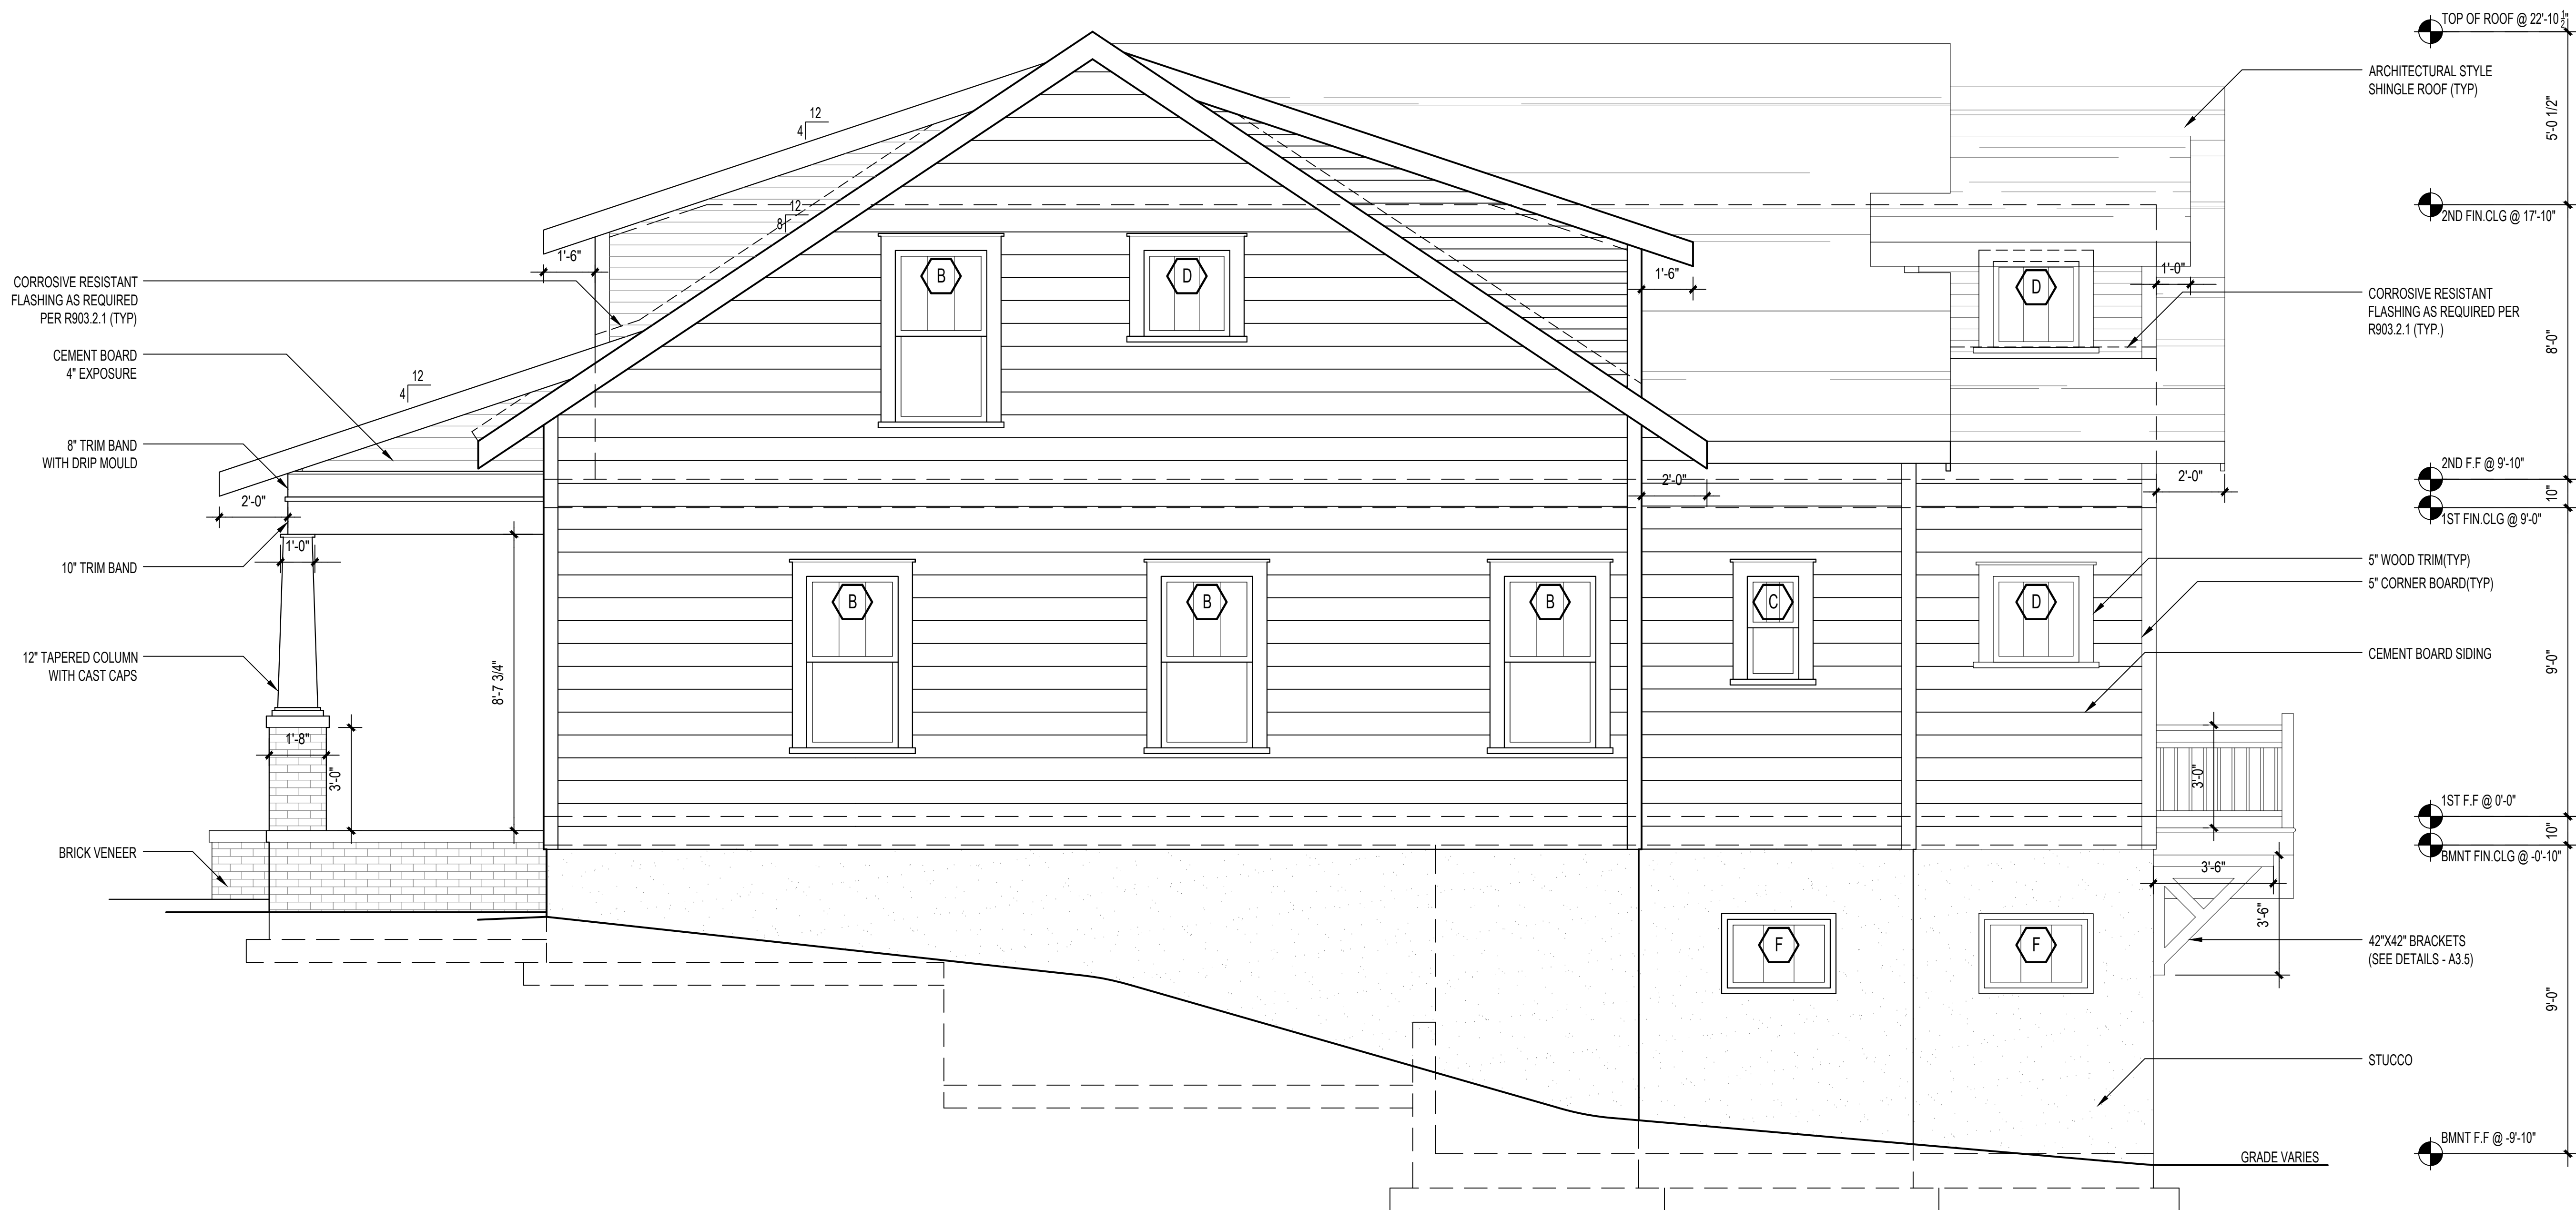 TOP OF ROOF @ 22'-10 1/2"
ARCHITECTURAL STYLE
SHINGLE ROOF (TYP)
5'-0 1/2"
12
4
2ND FIN.CLG @ 17'-10"
12
8
1'-6"
1'-6"
1'-0"
B
D
D
CORROSIVE RESISTANT
FLASHING AS REQUIRED
PER R903.2.1 (TYP)
CORROSIVE RESISTANT
FLASHING AS REQUIRED PER
R903.2.1 (TYP.)
8'-0"
CEMENT BOARD
4" EXPOSURE
12
4
8" TRIM BAND
WITH DRIP MOULD
2'-0"
2'-0"
2'-0"
2ND F.F @ 9'-10"
10"
1ST FIN.CLG @ 9'-0"
1'-0"
10" TRIM BAND
5" WOOD TRIM(TYP)
5" CORNER BOARD(TYP)
B
B
B
C
D
12" TAPERED COLUMN
WITH CAST CAPS
8'-7 3/4"
CEMENT BOARD SIDING
9'-0"
1'-8"
3'-0"
3'-0"
1ST F.F @ 0'-0"
10"
BMNT FIN.CLG @ -0'-10"
BRICK VENEER
3'-6"
3'-6"
F
F
42"X42" BRACKETS
(SEE DETAILS - A3.5)
9'-0"
STUCCO
BMNT F.F @ -9'-10"
GRADE VARIES